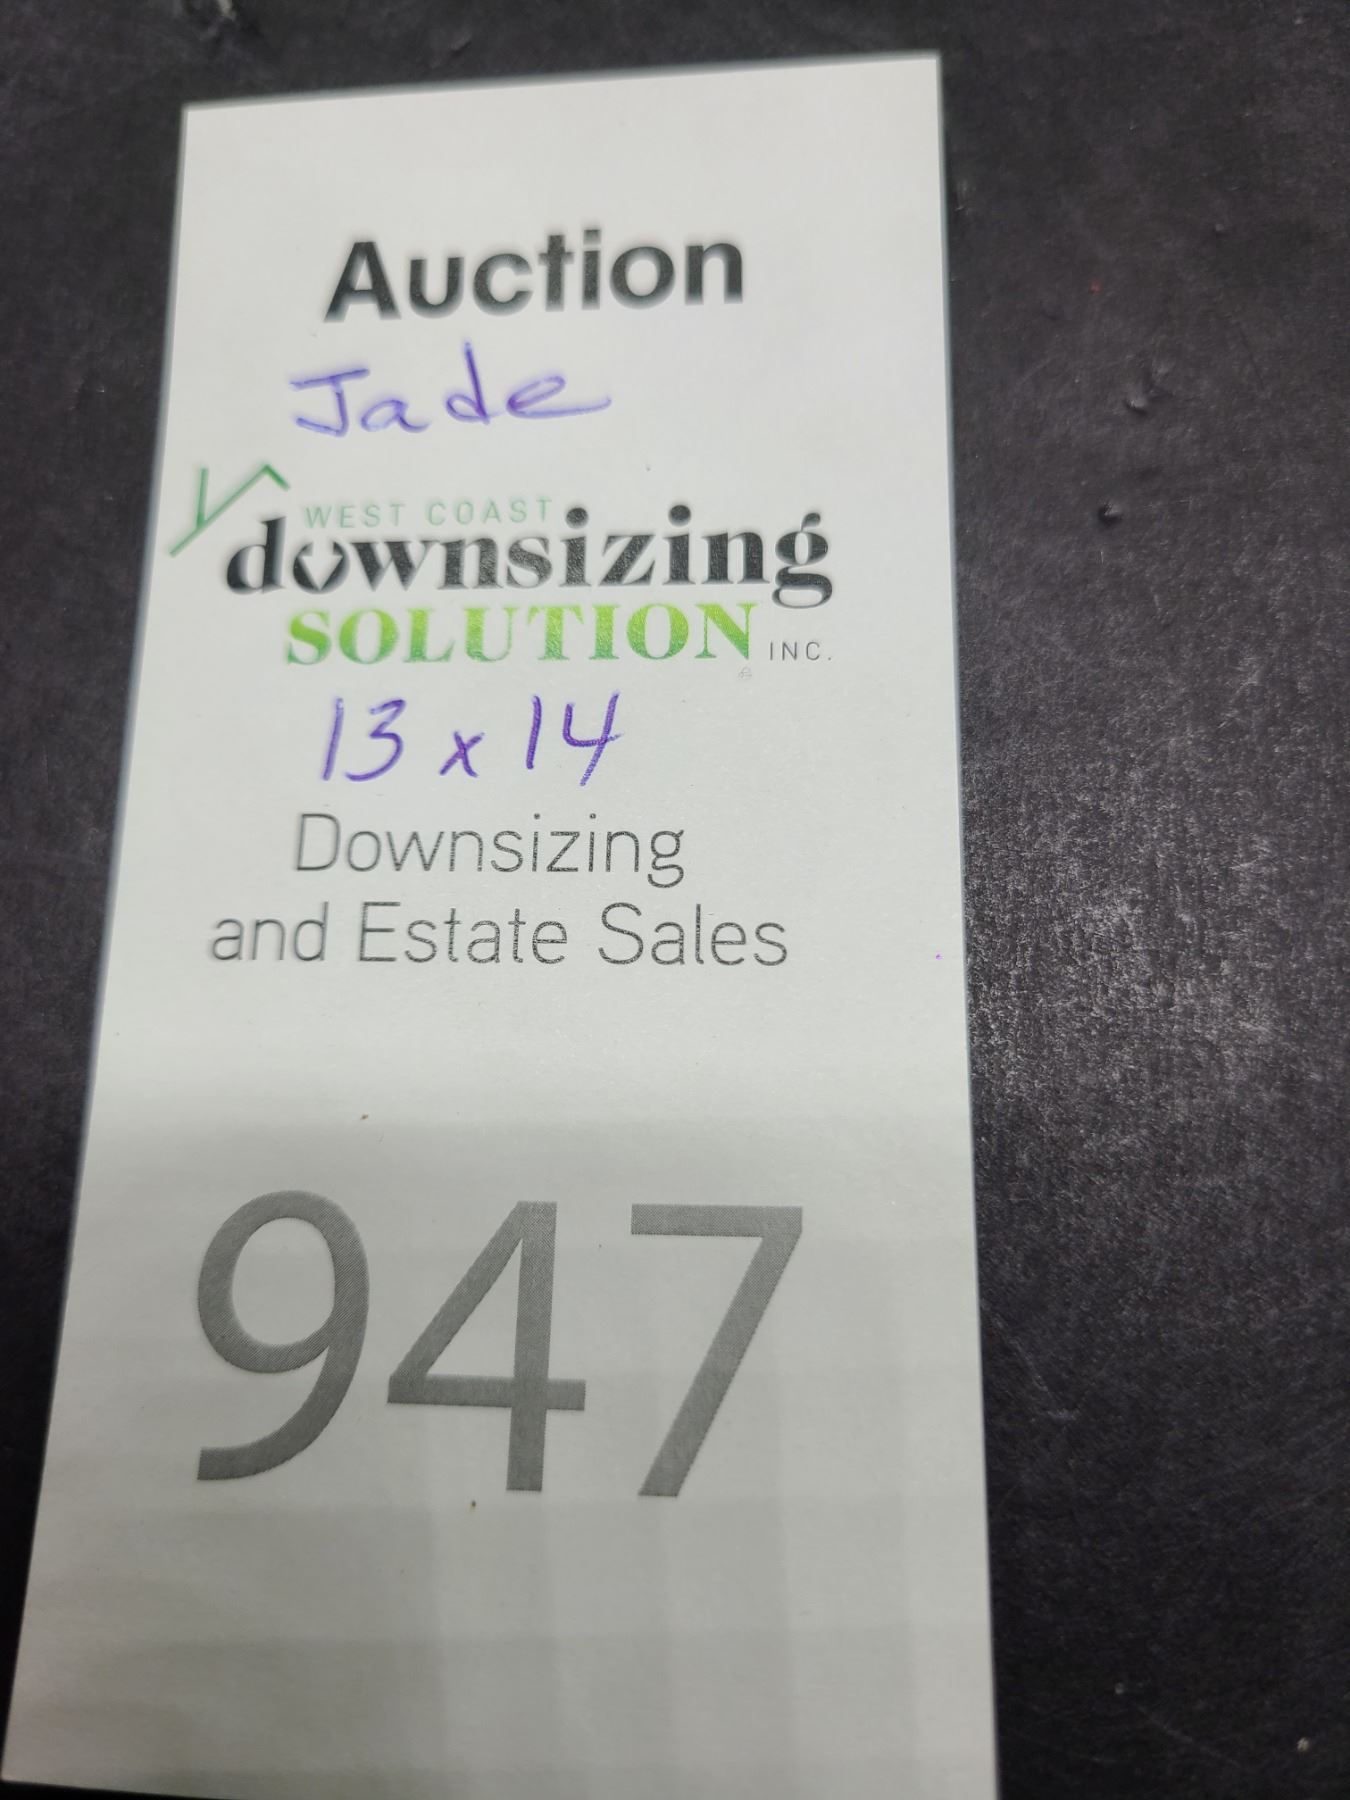 Auction
Jade
WEST COAST
downsizing
SOLUTION INC.
13 x 14
Downsizing
and Estate Sales
947